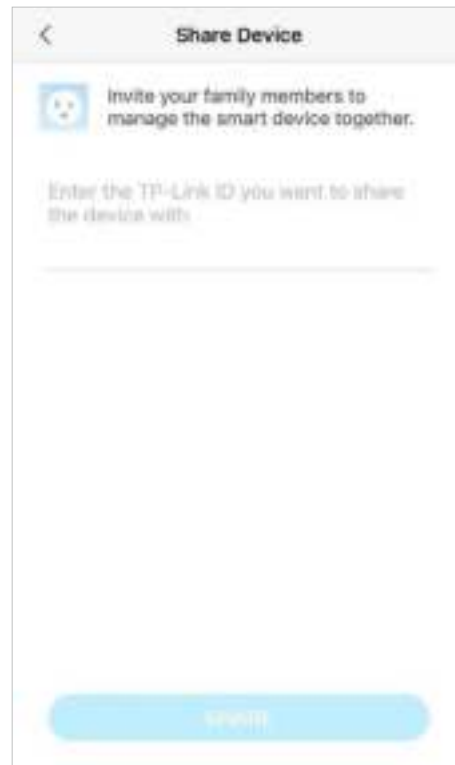 Share Device
Invite your family members to
manage the smart device together.
Enter the TP-Link ID you want to share
the device with